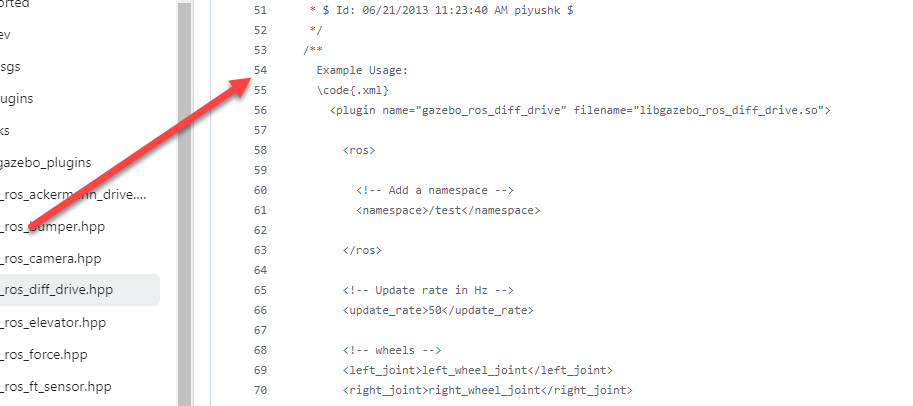 orted
ev
sgs
ugins
ks
gazebo_plugins
_ros_ackermann_drive....
_ros_bumper.hpp
_ros_camera.hpp
_ros_diff_drive.hpp
_ros_elevator.hpp
_ros_force.hpp
_ros_ft_sensor.hpp
51 * $ Id: 06/21/2013 11:23:40 AM piyushk $
52 */
53 /**
54 Example Usage:
55 \code{.xml}
56 <plugin name="gazebo_ros_diff_drive" filename="libgazebo_ros_diff_drive.so">
57
58 <ros>
59
60 <!-- Add a namespace -->
61 <namespace>/test</namespace>
62
63 </ros>
64
65 <!-- Update rate in Hz -->
66 <update_rate>50</update_rate>
67
68 <!-- wheels -->
69 <left_joint>left_wheel_joint</left_joint>
70 <right_joint>right_wheel_joint</right_joint>